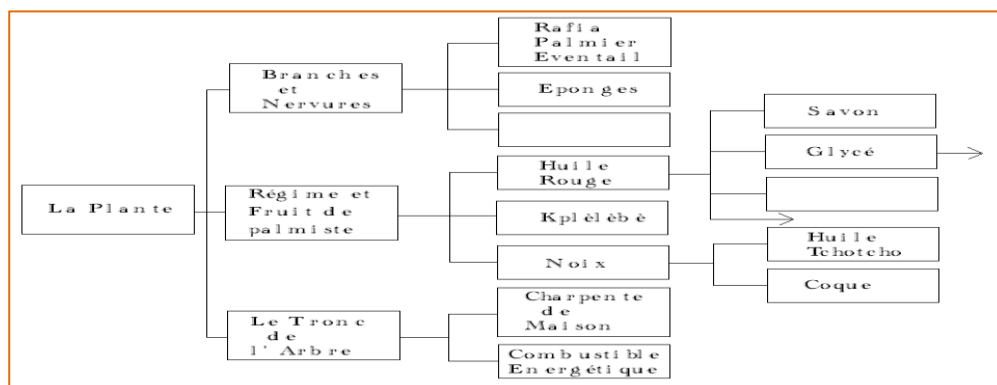 La Plante
Branches
et
Nervures
Rafia
Palmier
Eventail
Eponges
Régime et
Fruit de
palmiste
Huile
Rouge
Savon
Glycé
Kplèlèbè
Noix
Huile
Tchotcho
Coque
Le Tronc
de
l'Arbre
Charpente
de
Maison
Combustible
Energétique